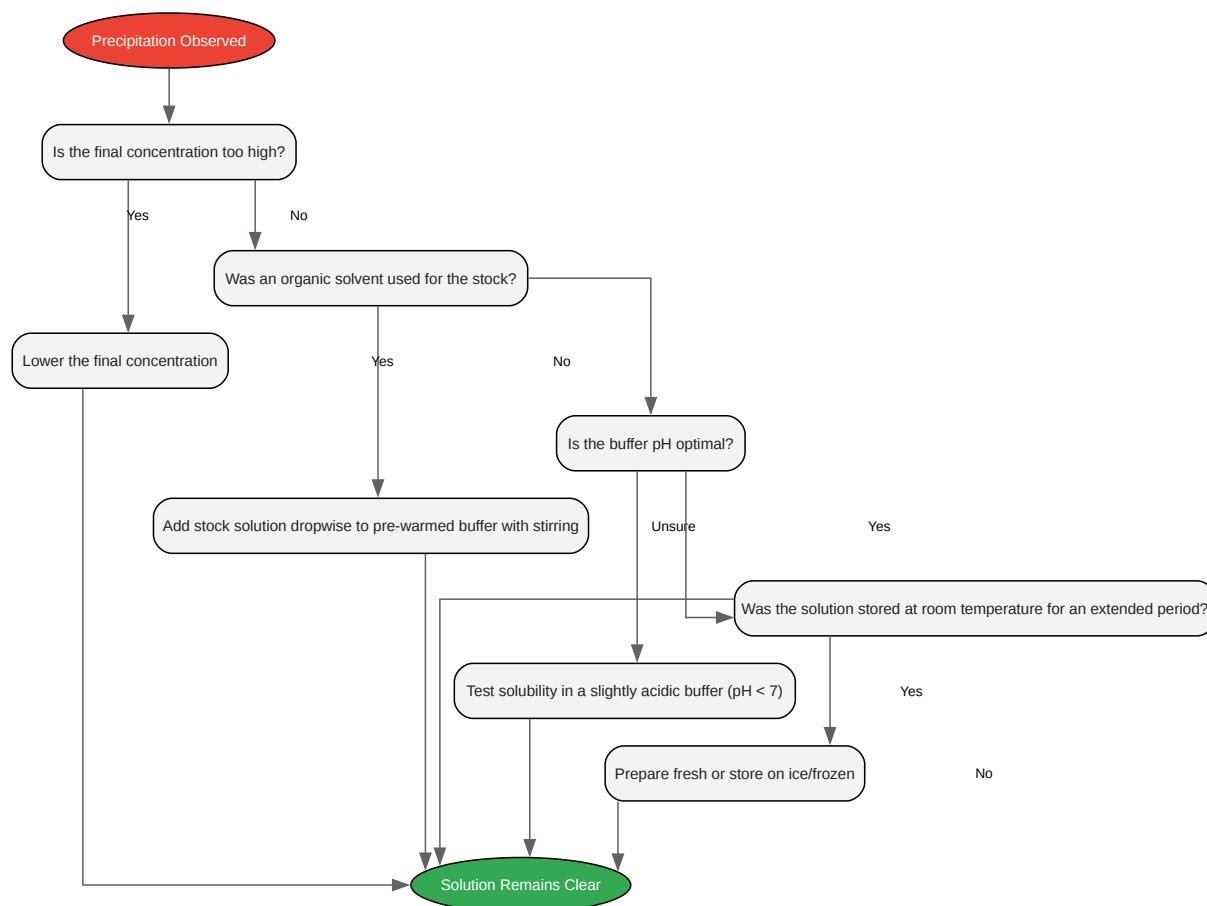 Precipitation Observed
Is the final concentration too high?
Yes
No
Was an organic solvent used for the stock?
Lower the final concentration
Yes
No
Is the buffer pH optimal?
Add stock solution dropwise to pre-warmed buffer with stirring
Unsure
Yes
Was the solution stored at room temperature for an extended period?
Test solubility in a slightly acidic buffer (pH < 7)
Yes
Prepare fresh or store on ice/frozen
No
Solution Remains Clear